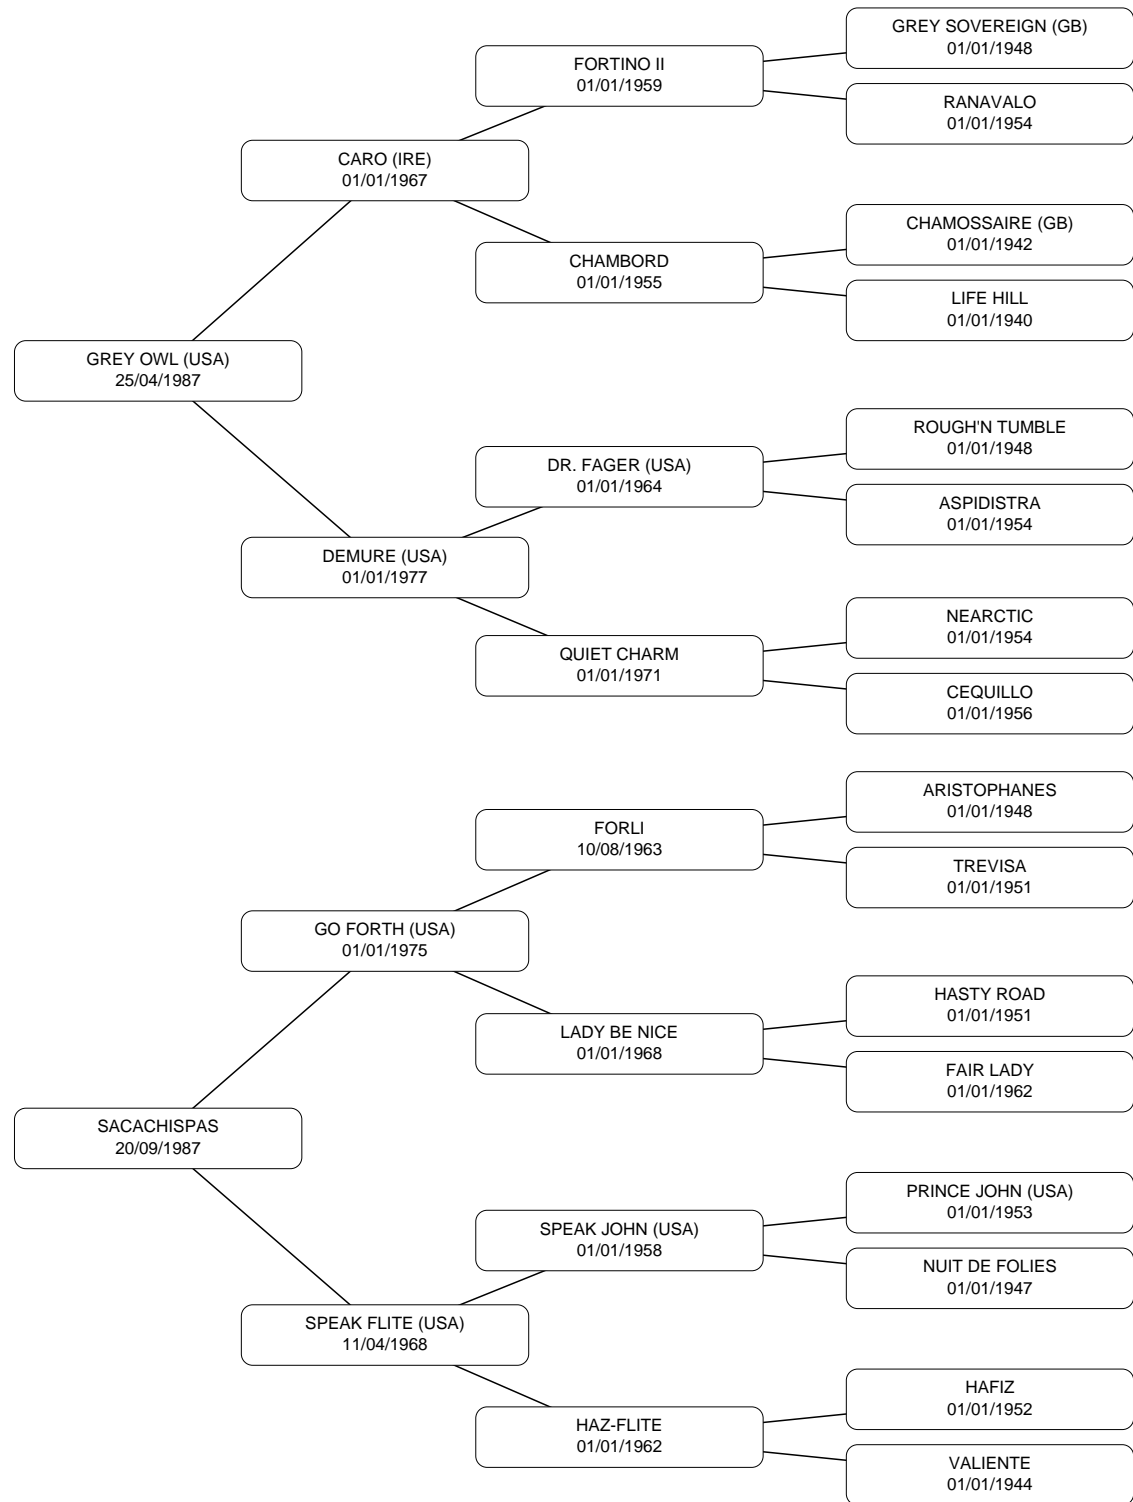 GREY SOVEREIGN (GB)
01/01/1948
FORTINO II
01/01/1959
RANAVALO
01/01/1954
CARO (IRE)
01/01/1967
CHAMOSSAIRE (GB)
01/01/1942
CHAMBORD
01/01/1955
LIFE HILL
01/01/1940
GREY OWL (USA)
25/04/1987
ROUGH'N TUMBLE
01/01/1948
DR. FAGER (USA)
01/01/1964
ASPIDISTRA
01/01/1954
DEMURE (USA)
01/01/1977
NEARCTIC
01/01/1954
QUIET CHARM
01/01/1971
CEQUILLO
01/01/1956
ARISTOPHANES
01/01/1948
FORLI
10/08/1963
TREVISA
01/01/1951
GO FORTH (USA)
01/01/1975
HASTY ROAD
01/01/1951
LADY BE NICE
01/01/1968
FAIR LADY
01/01/1962
SACACHISPAS
20/09/1987
PRINCE JOHN (USA)
01/01/1953
SPEAK JOHN (USA)
01/01/1958
NUIT DE FOLIES
01/01/1947
SPEAK FLITE (USA)
11/04/1968
HAFIZ
01/01/1952
HAZ-FLITE
01/01/1962
VALIENTE
01/01/1944